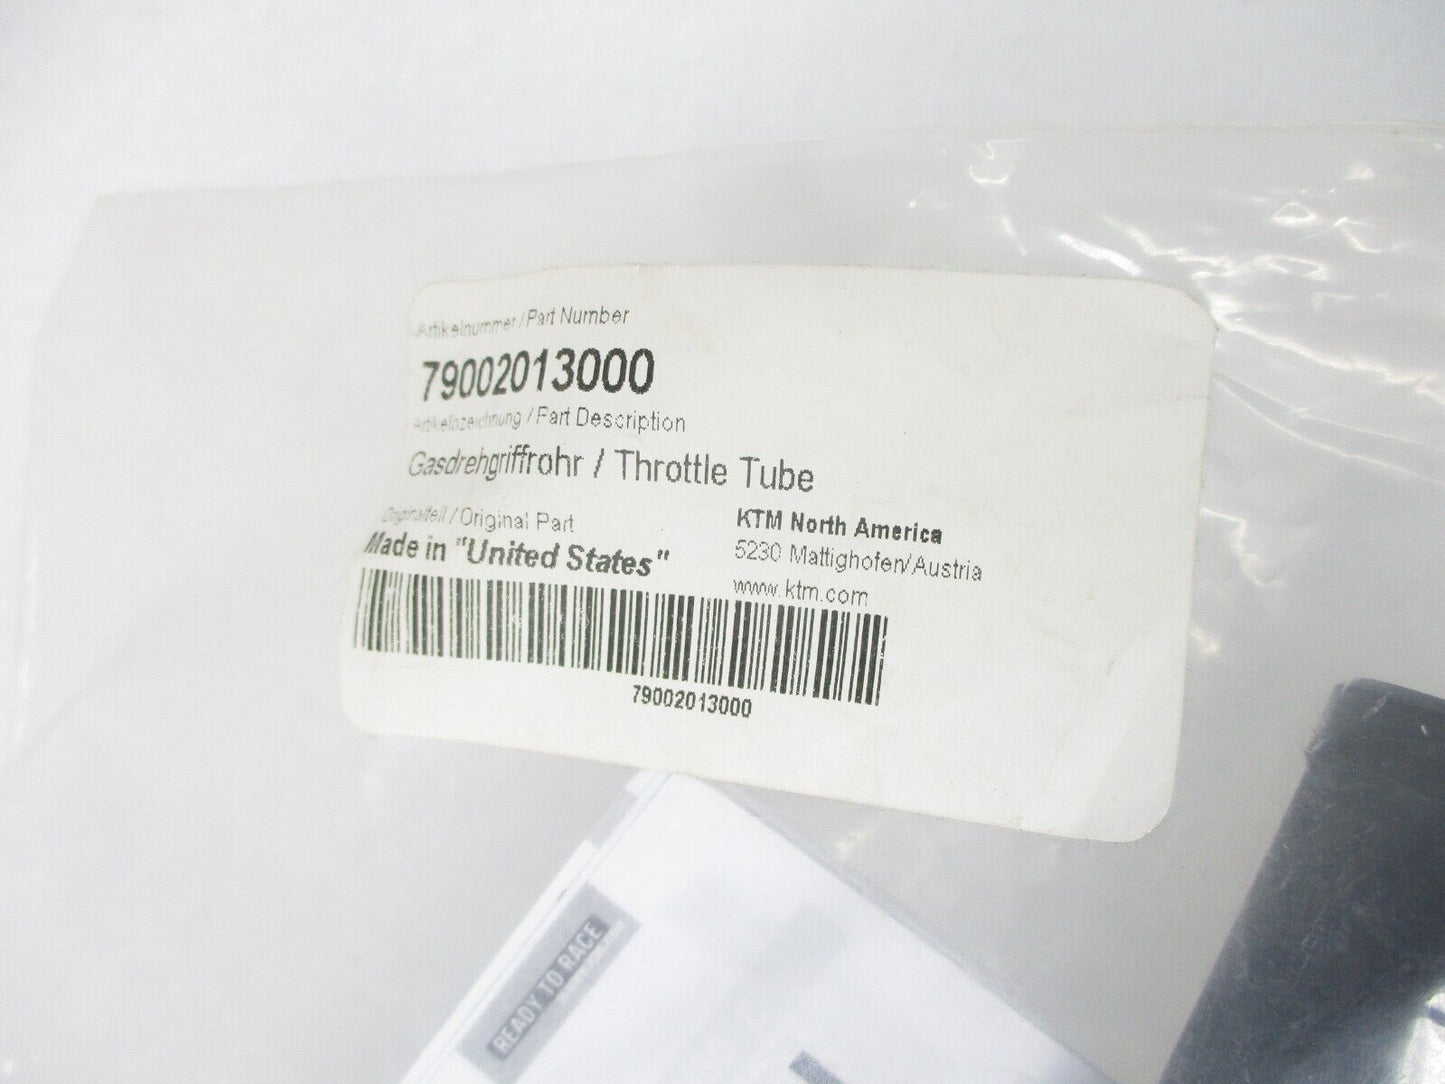 Artikelnummer / Part Number
79002013000
Artikelbzeichnung / Part Description
Gasdrehgriffrohr / Throttle Tube
Originalteil / Original Part
Made in "United States"
KTM North America
5230 Mattighofen/Austria
www.ktm.com
79002013000
READY TO RACE